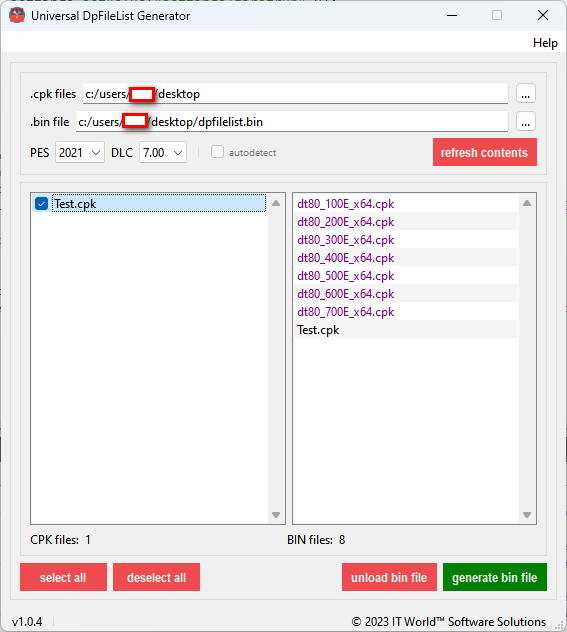 Universal DpFileList Generator
Help
.cpk files c:/users/ /desktop ...
.bin file c:/users/ /desktop/dpfilelist.bin ...
PES 2021 DLC 7.00 autodetect refresh contents
Test.cpk
dt80_100E_x64.cpk
dt80_200E_x64.cpk
dt80_300E_x64.cpk
dt80_400E_x64.cpk
dt80_500E_x64.cpk
dt80_600E_x64.cpk
dt80_700E_x64.cpk
Test.cpk
CPK files: 1 BIN files: 8
select all deselect all unload bin file generate bin file
v1.0.4 © 2023 IT World™ Software Solutions